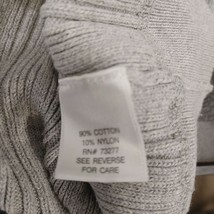 90% COTTON
10% NYLON
RN# 73277
SEE REVERSE
FOR CARE